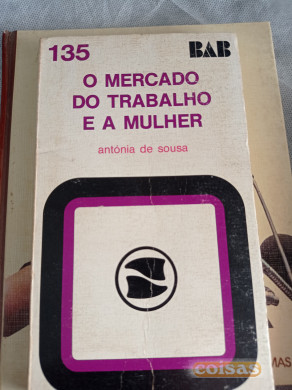 135
BAB
O MERCADO
DO TRABALHO
E A MULHER
antónia de sousa
MAS
coisas